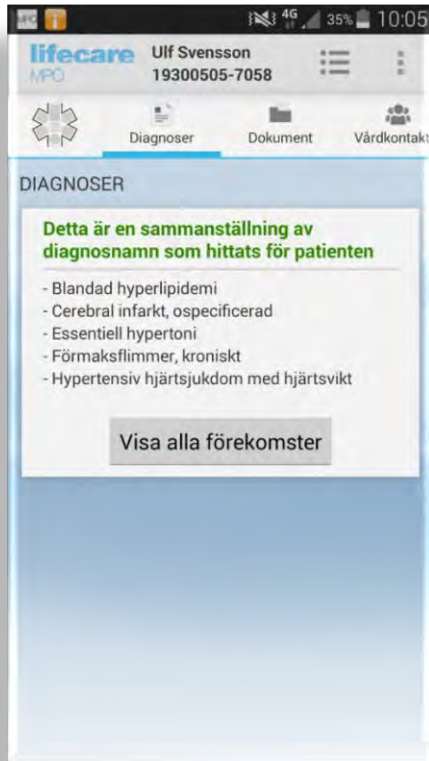 MPÖ
4G
35%
10:05
lifecare
MPÖ
Ulf Svensson
19300505-7058
Diagnoser
Dokument
Vårdkontakt
DIAGNOSER
Detta är en sammanställning av
diagnosnamn som hittats för patienten
- Blandad hyperlipidemi
- Cerebral infarkt, ospecificerad
- Essentiell hypertoni
- Förmaksflimmer, kroniskt
- Hypertensiv hjärtsjukdom med hjärtsvikt
Visa alla förekomster